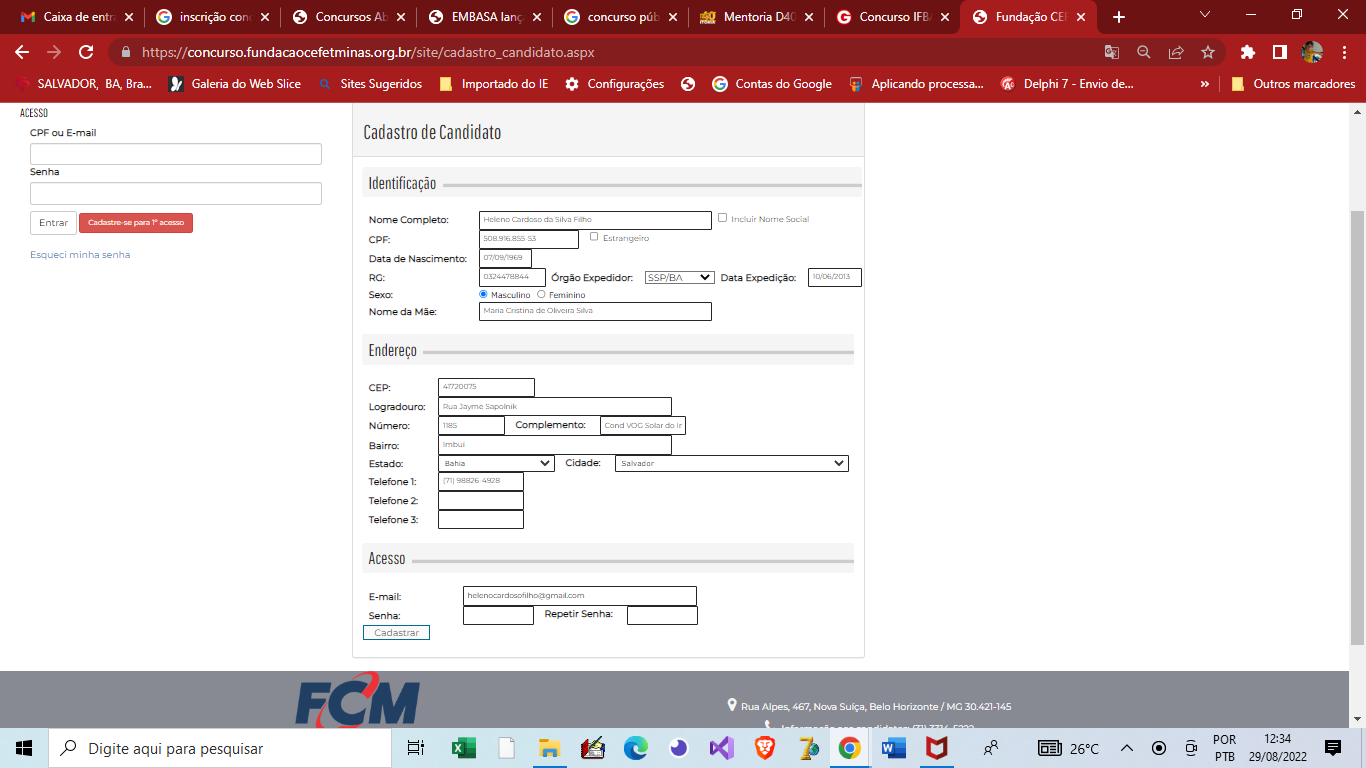 Caixa de entra
inscrição conc
Concursos Ab
EMBASA lanç
concurso púb
Mentoria D40
Concurso IFBA
Fundação CEF
https://concurso.fundacaocefetminas.org.br/site/cadastro_candidato.aspx
SALVADOR, BA, Bra...
Galeria do Web Slice
Sites Sugeridos
Importado do IE
Configurações
Contas do Google
Aplicando processa...
Delphi 7 - Envio de...
»
Outros marcadores
ACESSO
CPF ou E-mail
Senha
Entrar
Cadastre-se para 1º acesso
Esqueci minha senha
Cadastro de Candidato
Identificação
Nome Completo: Heleno Cardoso da Silva Filho Incluir Nome Social
CPF: 508.916.855-53 Estrangeiro
Data de Nascimento: 07/09/1969
RG: 0324478844 Órgão Expedidor: SSP/BA Data Expedição: 10/06/2013
Sexo: Masculino Feminino
Nome da Mãe: Maria Cristina de Oliveira Silva
Endereço
CEP: 41720075
Logradouro: Rua Jayme Sapolnik
Número: 1185 Complemento: Cond VOG Solar do Ir
Bairro: Imbuí
Estado: Bahia Cidade: Salvador
Telefone 1: (71) 98826-4928
Telefone 2:
Telefone 3:
Acesso
E-mail: helenocardosofilho@gmail.com
Senha: Repetir Senha:
Cadastrar
FCM
Rua Alpes, 467, Nova Suíça, Belo Horizonte / MG 30.421-145
Informação aos candidatos: (31) 3314-5222
Digite aqui para pesquisar
26°C
POR
PTB
12:34
29/08/2022